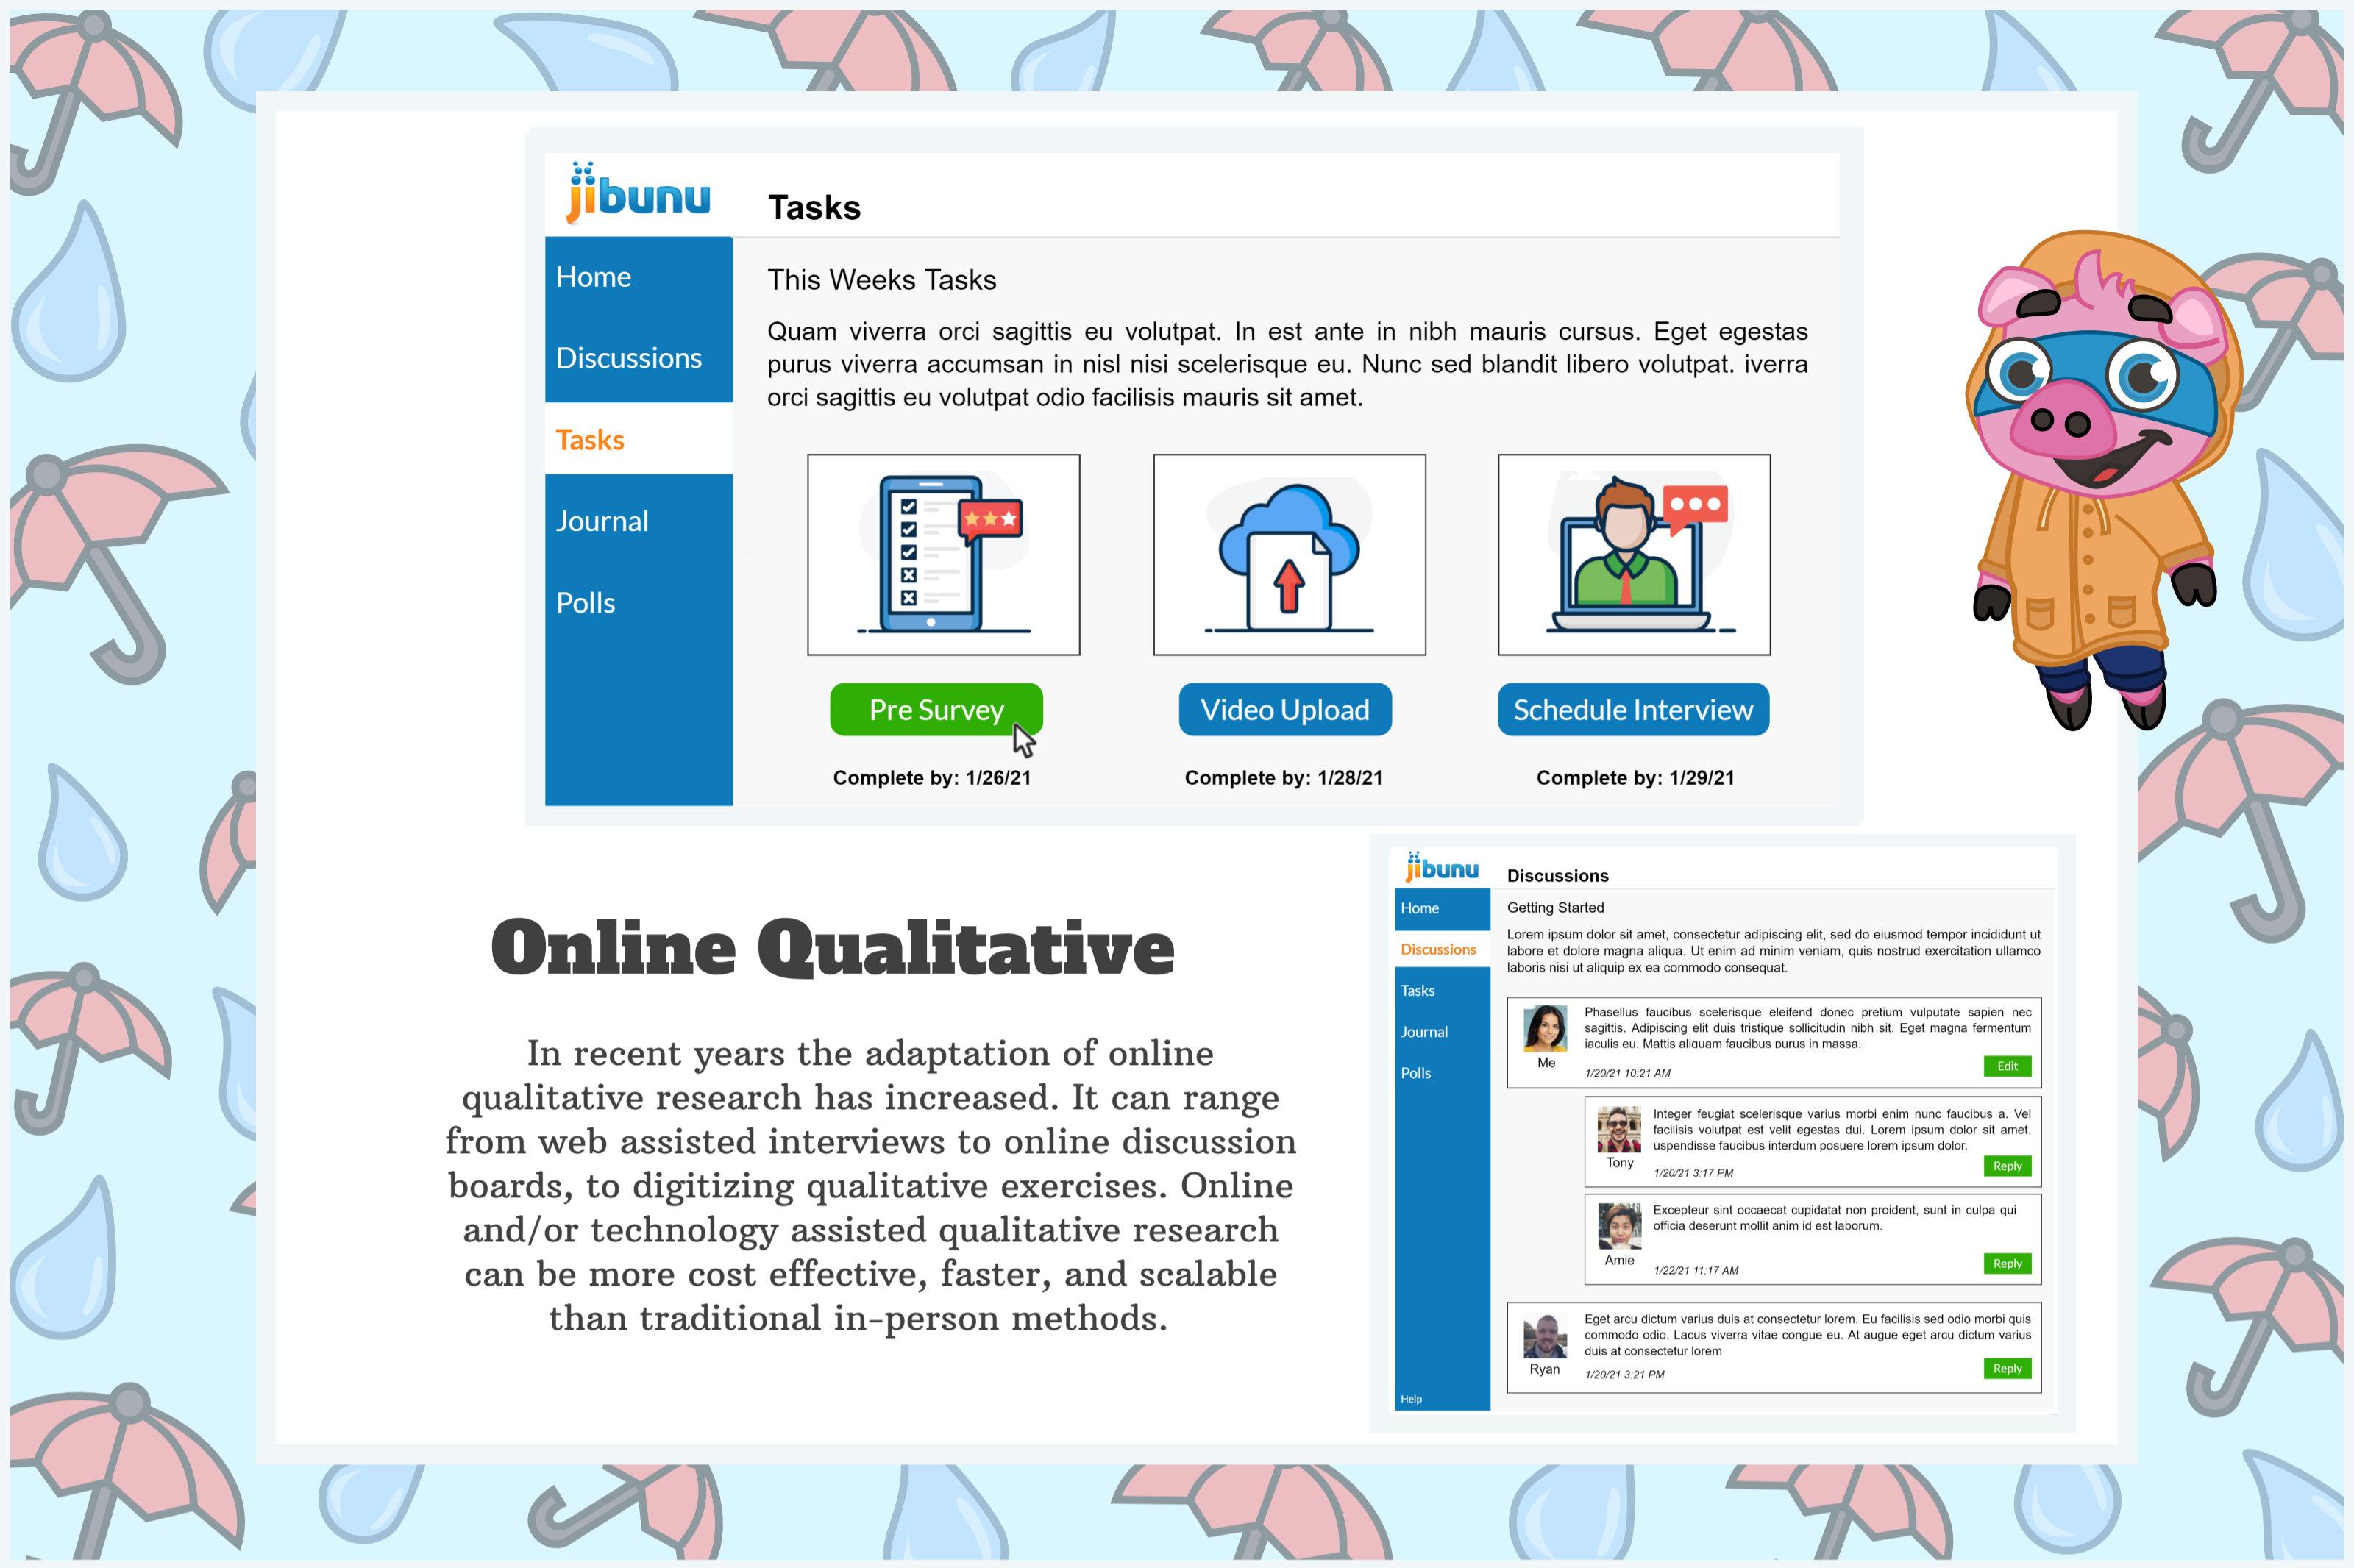 jibunu
Tasks
Home
Discussions
Tasks
Journal
Polls
This Weeks Tasks
Quam viverra orci sagittis eu volutpat. In est ante in nibh mauris cursus. Eget egestas
purus viverra accumsan in nisl nisi scelerisque eu. Nunc sed blandit libero volutpat. iverra
orci sagittis eu volutpat odio facilisis mauris sit amet.
Pre Survey
Video Upload
Schedule Interview
Complete by: 1/26/21
Complete by: 1/28/21
Complete by: 1/29/21
Online Qualitative
In recent years the adaptation of online
qualitative research has increased. It can range
from web assisted interviews to online discussion
boards, to digitizing qualitative exercises. Online
and/or technology assisted qualitative research
can be more cost effective, faster, and scalable
than traditional in-person methods.
jibunu
Discussions
Home
Discussions
Tasks
Journal
Polls
Help
Getting Started
Lorem ipsum dolor sit amet, consectetur adipiscing elit, sed do eiusmod tempor incididunt ut
labore et dolore magna aliqua. Ut enim ad minim veniam, quis nostrud exercitation ullamco
laboris nisi ut aliquip ex ea commodo consequat.
Phasellus faucibus scelerisque eleifend donec pretium vulputate sapien nec
sagittis. Adipiscing elit duis tristique sollicitudin nibh sit. Eget magna fermentum
iaculis eu. Mattis aliquam faucibus purus in massa.
Me
1/20/21 10:21 AM
Edit
Integer feugiat scelerisque varius morbi enim nunc faucibus a. Vel
facilisis volutpat est velit egestas dui. Lorem ipsum dolor sit amet.
uspendisse faucibus interdum posuere lorem ipsum dolor.
Tony
1/20/21 3:17 PM
Reply
Excepteur sint occaecat cupidatat non proident, sunt in culpa qui
officia deserunt mollit anim id est laborum.
Amie
1/22/21 11:17 AM
Reply
Eget arcu dictum varius duis at consectetur lorem. Eu facilisis sed odio morbi quis
commodo odio. Lacus viverra vitae congue eu. At augue eget arcu dictum varius
duis at consectetur lorem
Ryan
1/20/21 3:21 PM
Reply